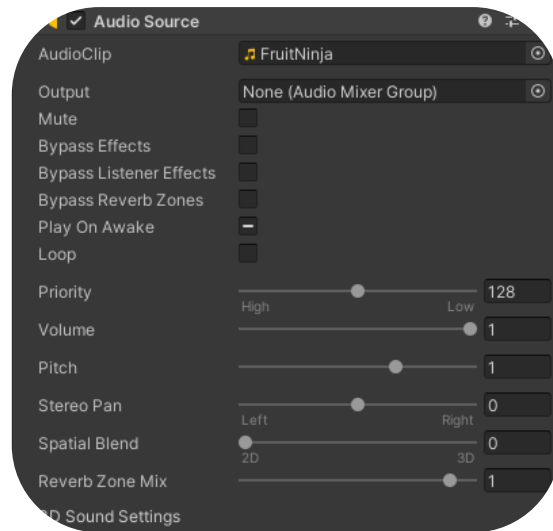 Audio Source
AudioClip FruitNinja
Output None (Audio Mixer Group)
Mute
Bypass Effects
Bypass Listener Effects
Bypass Reverb Zones
Play On Awake
Loop
Priority 128
High Low
Volume 1
Pitch 1
Stereo Pan 0
Left Right
Spatial Blend 0
2D 3D
Reverb Zone Mix 1
D Sound Settings